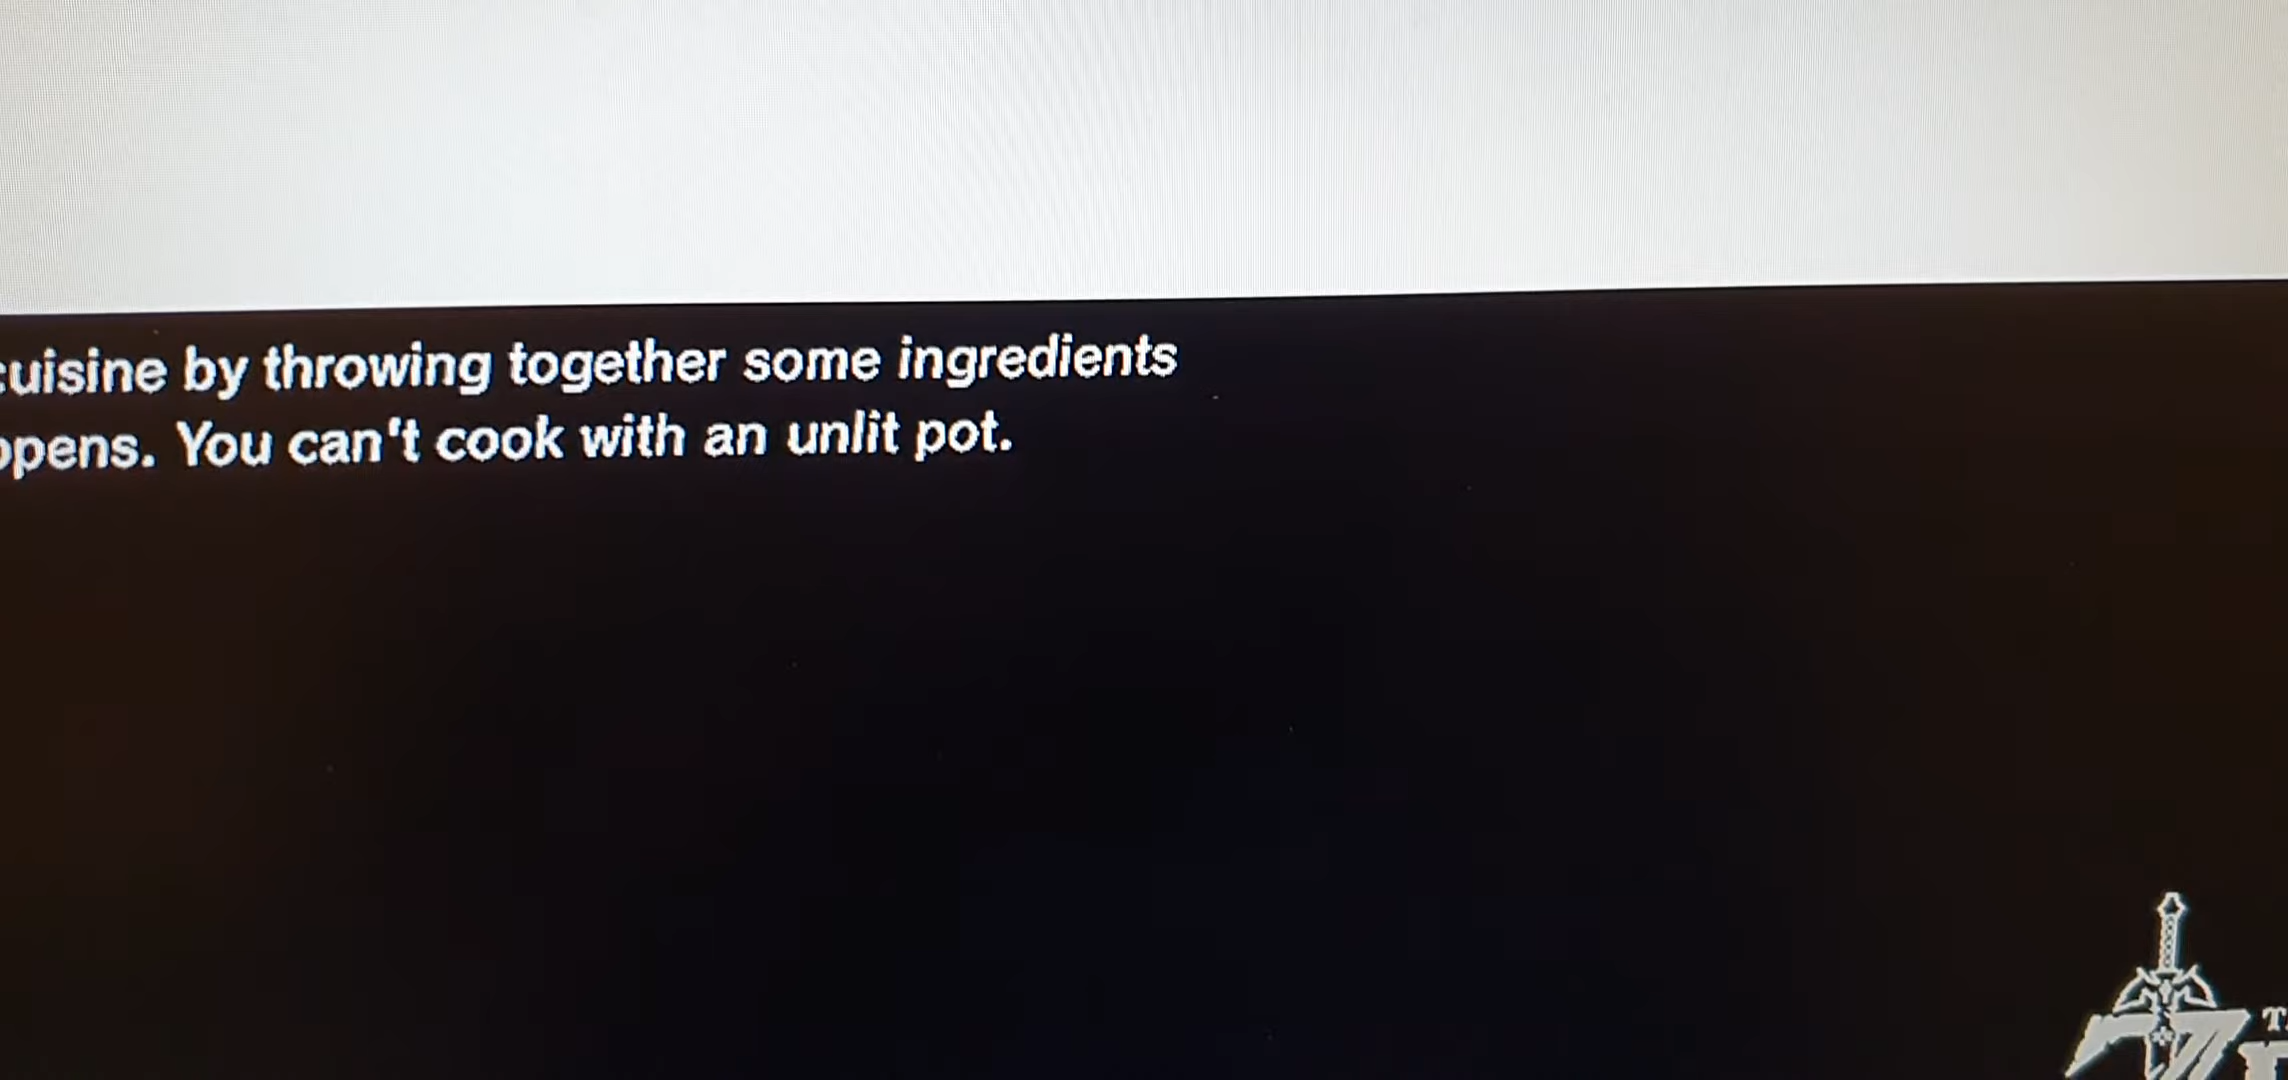 uisine by throwing together some ingredients
pens. You can't cook with an unlit pot.
T